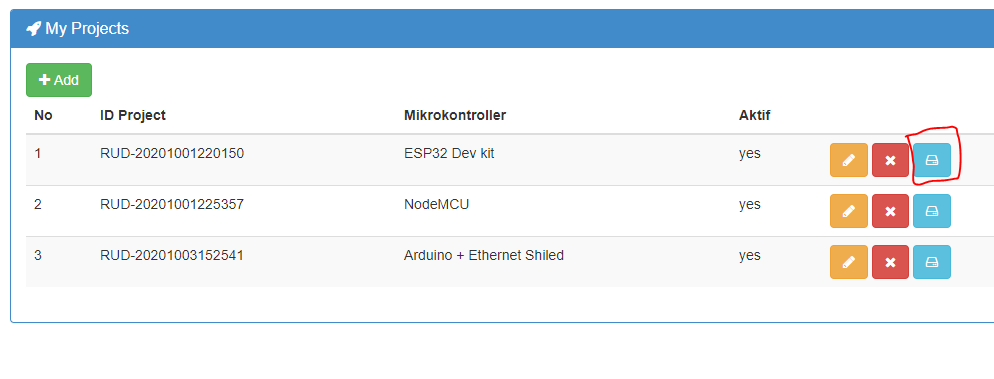 My Projects
Add
No ID Project Mikrokontroller Aktif
1 RUD-20201001220150 ESP32 Dev kit yes
2 RUD-20201001225357 NodeMCU yes
3 RUD-20201003152541 Arduino + Ethernet Shiled yes